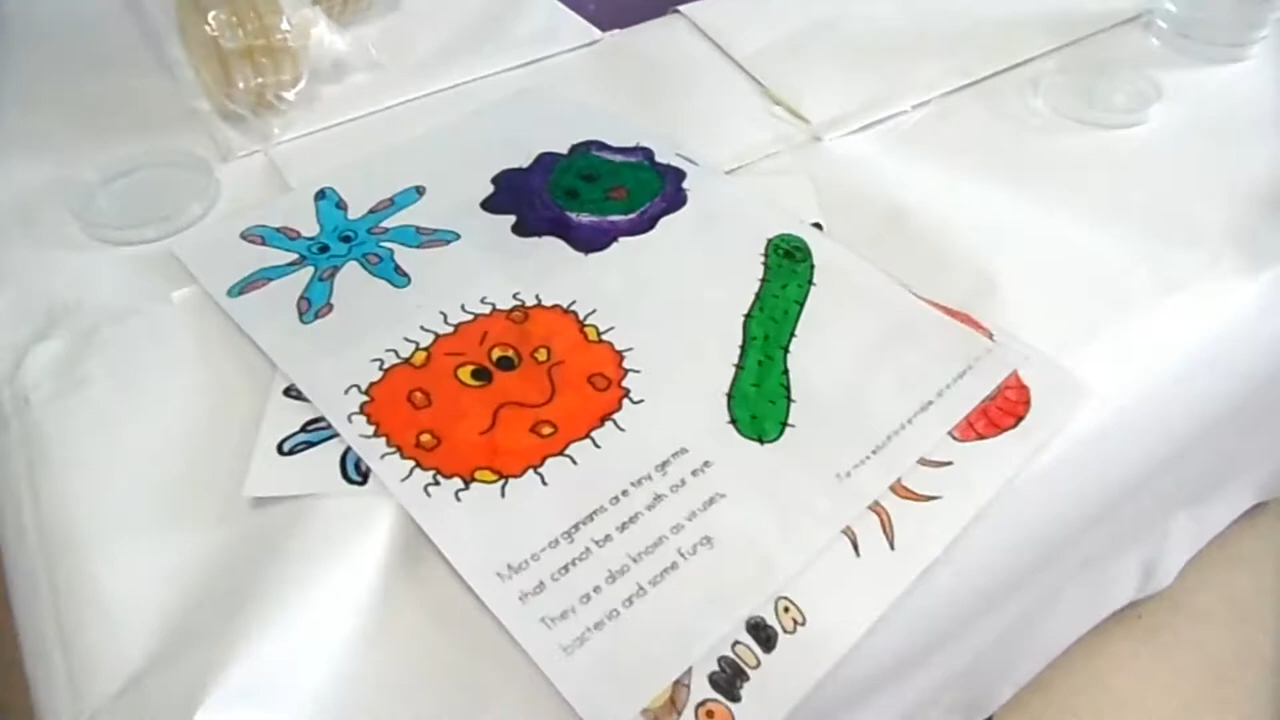 Micro-organisms are tiny germs
that cannot be seen with our eye.
They are also known as viruses,
bacteria and some fungi.
OMIBA